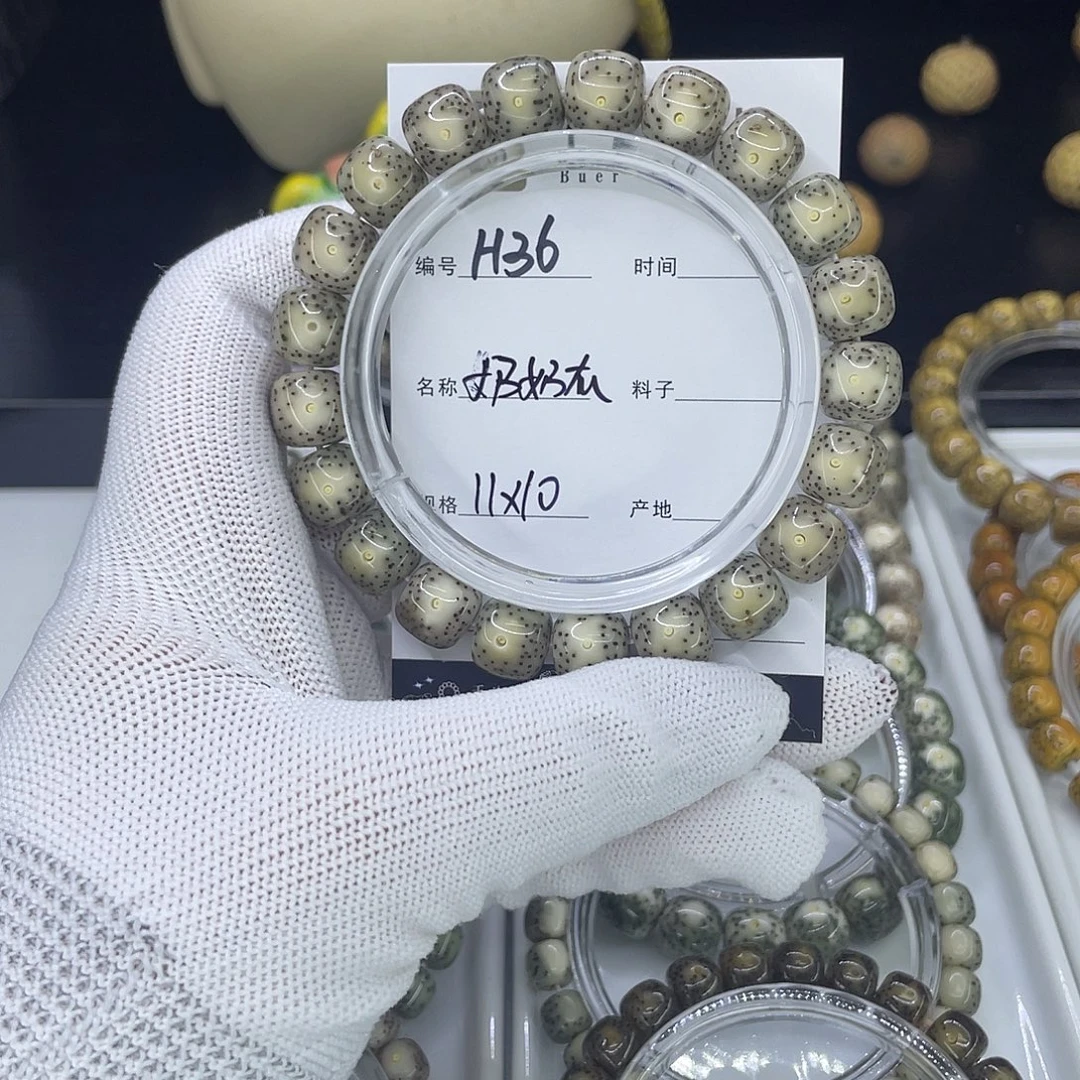 Buer
编号 H36 时间
名称 奶奶灰 料子
规格 11x10 产地